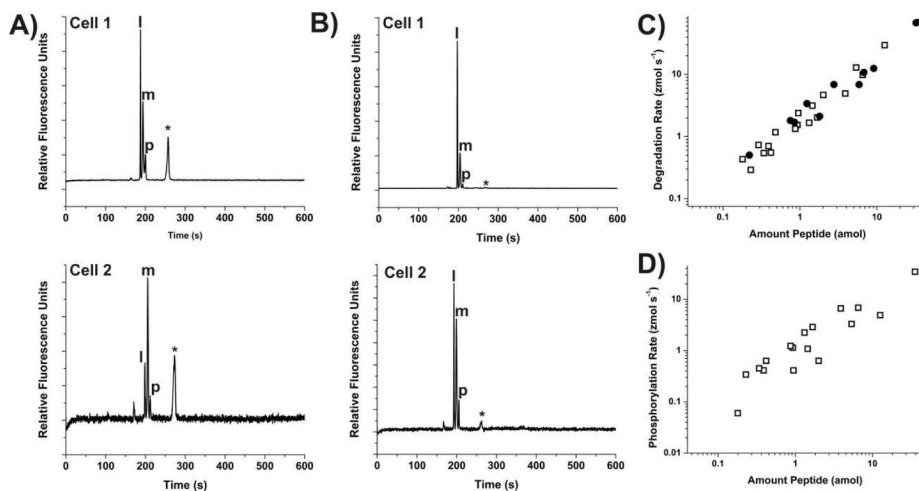 A)
Cell 1
Relative Fluorescence Units
l
m
p
*
0 100 200 300 400 500 600
Time (s)
Cell 2
Relative Fluorescence Units
m
l
p
*
0 100 200 300 400 500 600
Time (s)
B)
Cell 1
Relative Fluorescence Units
l
m
p
*
0 100 200 300 400 500 600
Time (s)
Cell 2
Relative Fluorescence Units
l
m
p
*
0 100 200 300 400 500 600
Time (s)
C)
Degradation Rate (zmol s⁻¹)
10
1
0.1
0.1 1 10
Amount Peptide (amol)
D)
Phosphorylation Rate (zmol s⁻¹)
10
1
0.1
0.01
0.1 1 10
Amount Peptide (amol)